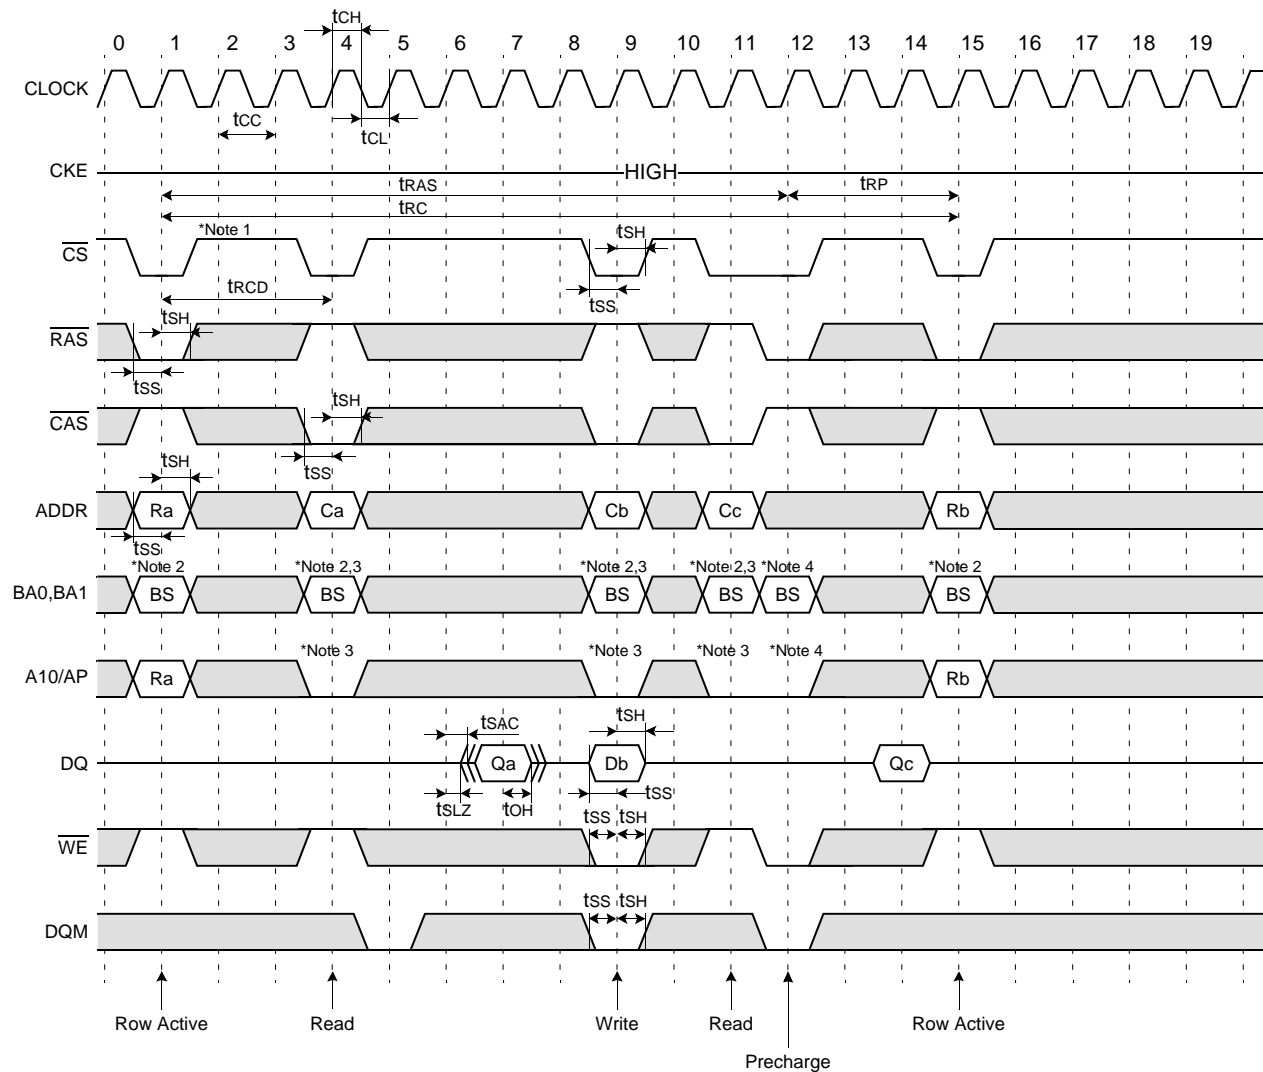 tCH
0 1 2 3 4 5 6 7 8 9 10 11 12 13 14 15 16 17 18 19
CLOCK
tCC
tCL
CKE
HIGH
tRAS
tRP
tRC
*Note 1
tSH
CS
tRCD
tSS
tSH
RAS
tSS
tSH
CAS
tSH
tSS
ADDR
Ra Ca Cb Cc Rb
tSS
*Note 2 *Note 2,3 *Note 2,3 *Note 2,3 *Note 4 *Note 2
BA0,BA1
BS BS BS BS BS BS
*Note 3 *Note 3 *Note 3 *Note 4
A10/AP
Ra Rb
tSAC
tSH
DQ
Qa Db Qc
tSLZ
tOH
tSS
tSS tSH
WE
tSS tSH
DQM
Row Active Read Write Read Row Active
Precharge